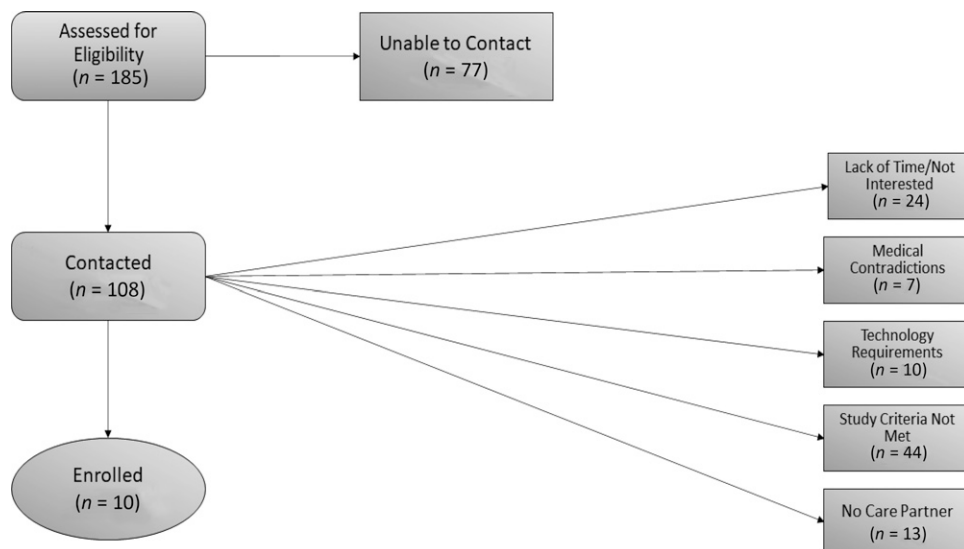 Assessed for
Eligibility
(n = 185)
Unable to Contact
(n = 77)
Contacted
(n = 108)
Enrolled
(n = 10)
Lack of Time/Not
Interested
(n = 24)
Medical
Contradictions
(n = 7)
Technology
Requirements
(n = 10)
Study Criteria Not
Met
(n = 44)
No Care Partner
(n = 13)